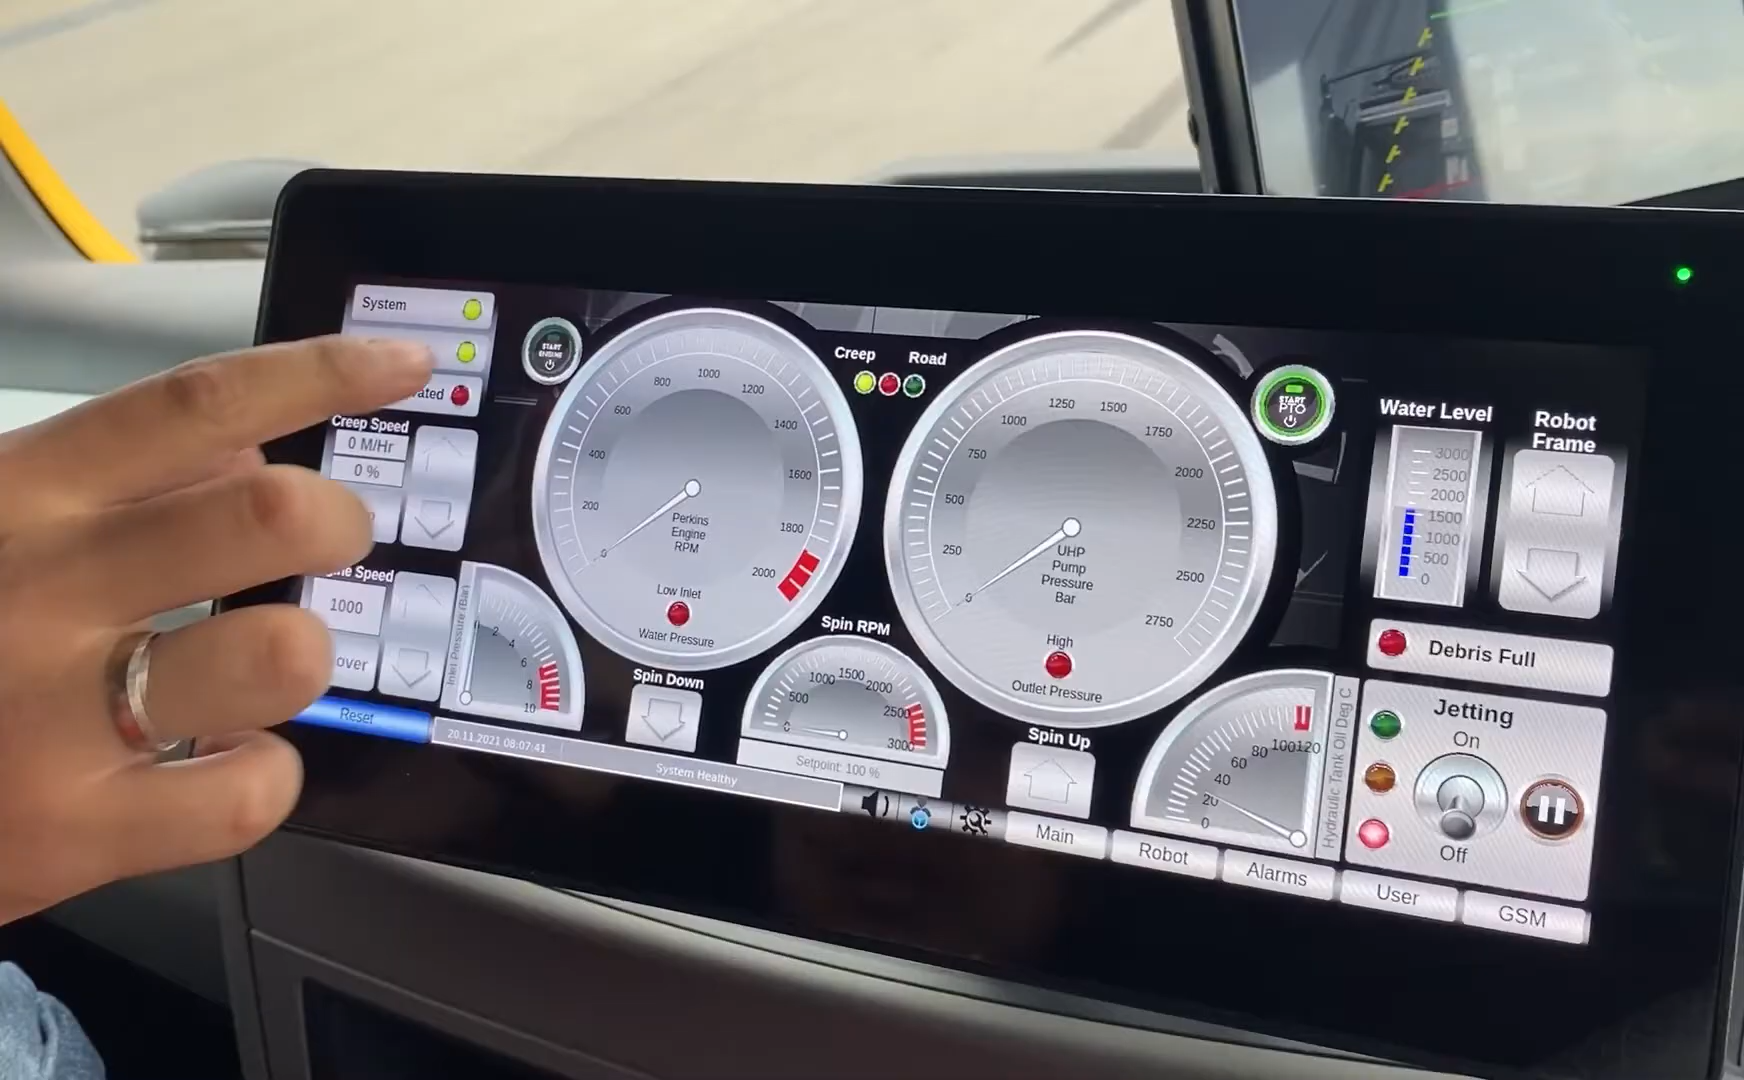 System
ated
Creep Speed
0 M/Hr
0 %
ne Speed
1000
over
Reset
20.11.2021 08:07:41
System Healthy
Inlet Pressure (Bar)
0
2
4
6
8
10
START
ENGINE
0
200
400
600
800
1000
1200
1400
1600
1800
2000
Perkins
Engine
RPM
Low Inlet
Water Pressure
Creep Road
Spin Down
Spin RPM
0
500
1000
1500
2000
2500
3000
Setpoint: 100 %
Spin Up
0
250
500
750
1000
1250
1500
1750
2000
2250
2500
2750
UHP
Pump
Pressure
Bar
High
Outlet Pressure
START
PTO
0
20
40
60
80
100
120
Hydraulic Tank Oil Deg C
Water Level
3000
2500
2000
1500
1000
500
0
Robot
Frame
Debris Full
Jetting
On
Off
Main
Robot
Alarms
User
GSM